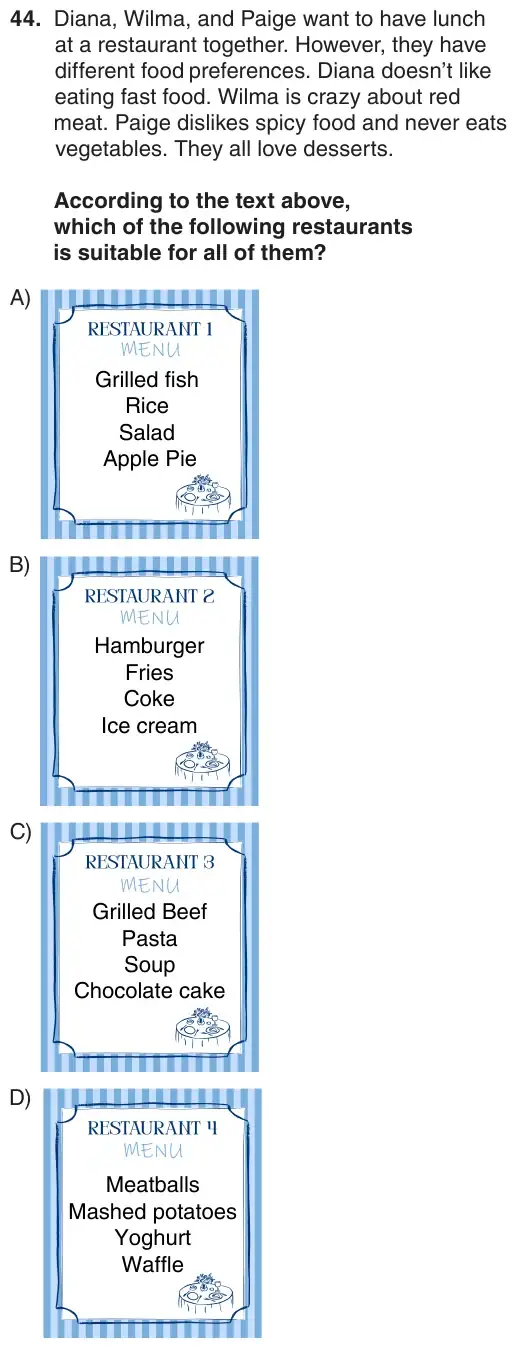 44. Diana, Wilma, and Paige want to have lunch
at a restaurant together. However, they have
different food preferences. Diana doesn't like
eating fast food. Wilma is crazy about red
meat. Paige dislikes spicy food and never eats
vegetables. They all love desserts.
According to the text above,
which of the following restaurants
is suitable for all of them?
A)
RESTAURANT 1
MENU
Grilled fish
Rice
Salad
Apple Pie
B)
RESTAURANT 2
MENU
Hamburger
Fries
Coke
Ice cream
C)
RESTAURANT 3
MENU
Grilled Beef
Pasta
Soup
Chocolate cake
D)
RESTAURANT 4
MENU
Meatballs
Mashed potatoes
Yoghurt
Waffle